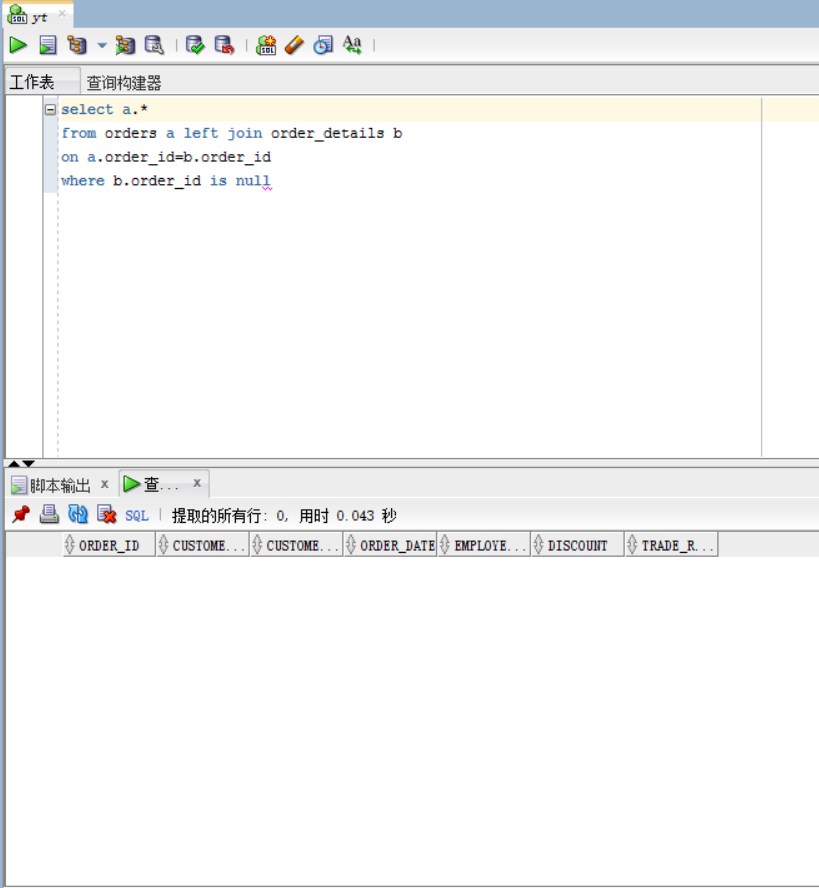 yt
工作表 查询构建器
select a.*
from orders a left join order_details b
on a.order_id=b.order_id
where b.order_id is null
脚本输出 x 查... x
SQL 提取的所有行: 0, 用时 0.043 秒
ORDER_ID CUSTOME... CUSTOME... ORDER_DATE EMPLOYE... DISCOUNT TRADE_R...